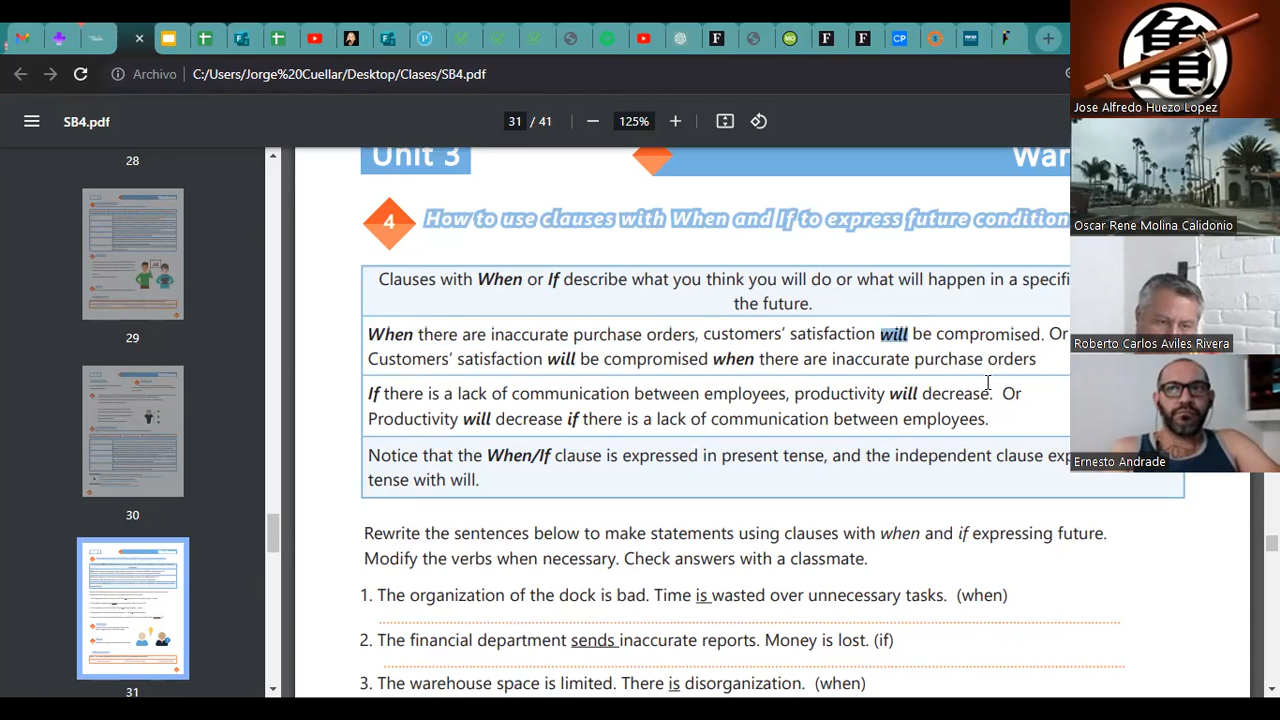 Archivo
C:/Users/Jorge%20Cuellar/Desktop/Clases/SB4.pdf
SB4.pdf
31 / 41
125%
28
29
30
31
Unit 3
War
4
How to use clauses with When and If to express future condition
Clauses with When or If describe what you think you will do or what will happen in a specifi
the future.
When there are inaccurate purchase orders, customers' satisfaction will be compromised. Or
Customers' satisfaction will be compromised when there are inaccurate purchase orders
If there is a lack of communication between employees, productivity will decrease. Or
Productivity will decrease if there is a lack of communication between employees.
Notice that the When/If clause is expressed in present tense, and the independent clause exp
tense with will.
Rewrite the sentences below to make statements using clauses with when and if expressing future.
Modify the verbs when necessary. Check answers with a classmate.
1. The organization of the dock is bad. Time is wasted over unnecessary tasks. (when)
2. The financial department sends inaccurate reports. Money is lost. (if)
3. The warehouse space is limited. There is disorganization. (when)
亀
Jose Alfredo Huezo Lopez
Oscar Rene Molina Calidonio
Roberto Carlos Aviles Rivera
Ernesto Andrade